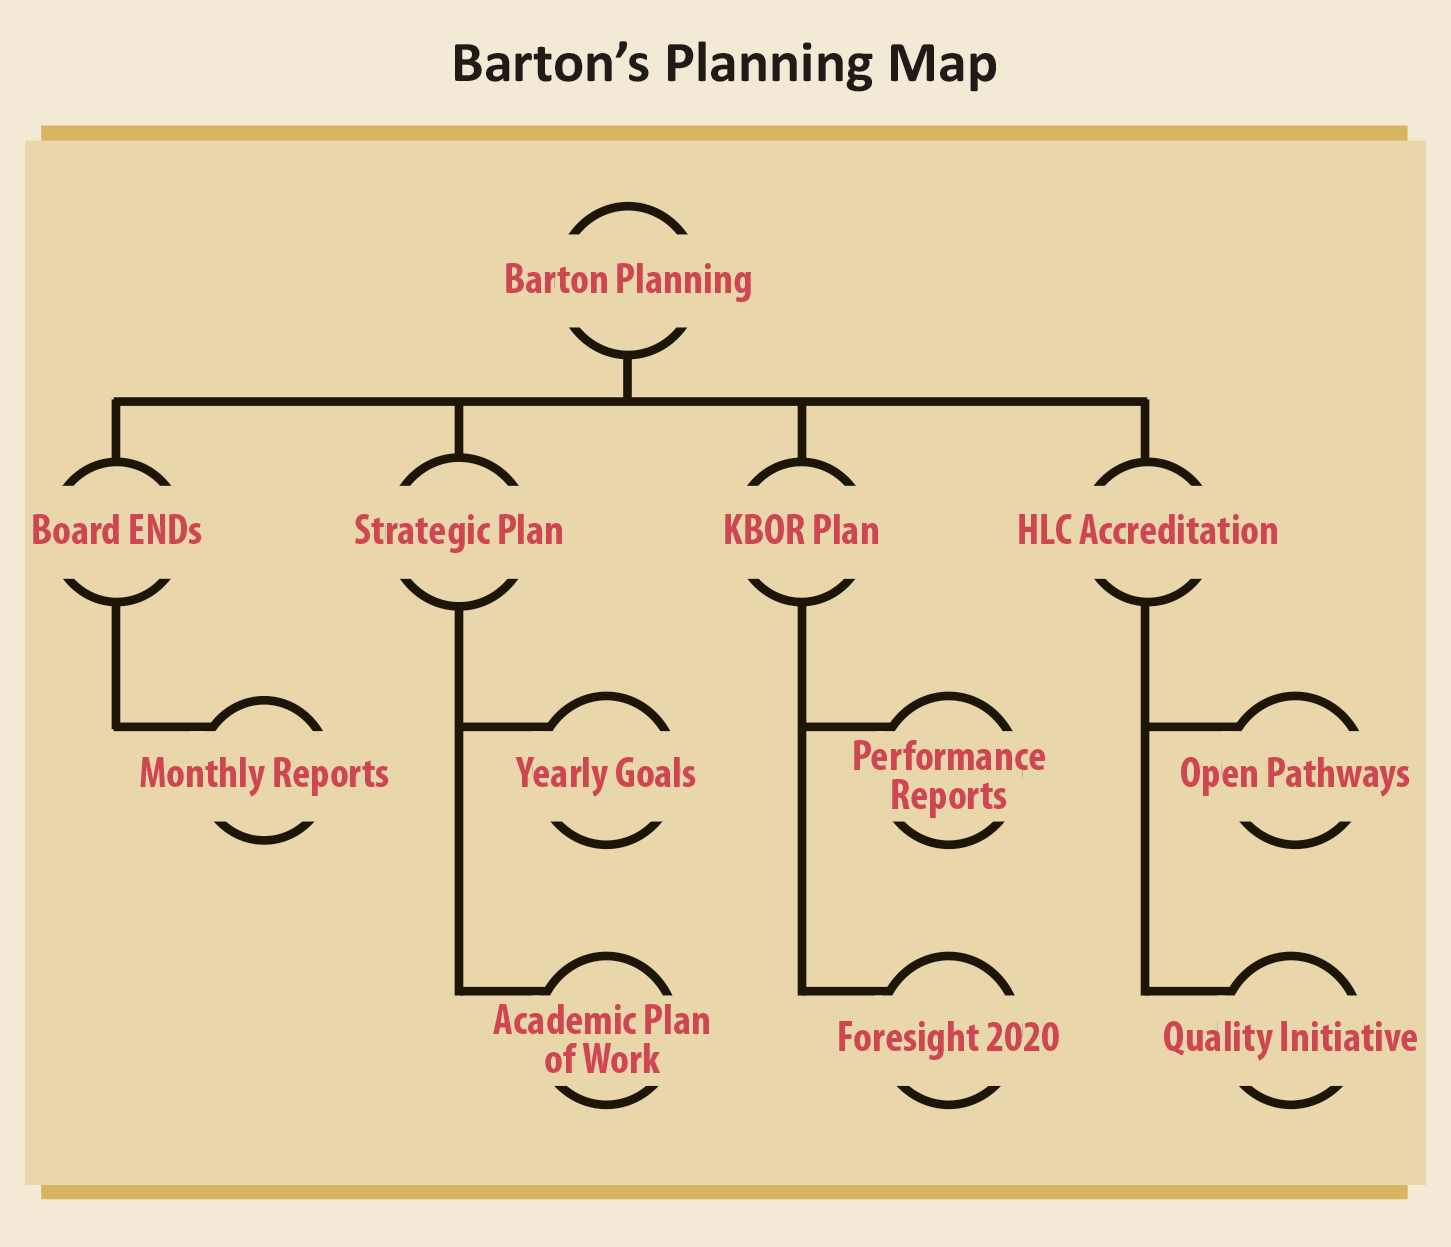 Barton’s Planning Map
Barton Planning
Board ENDs
Strategic Plan
KBOR Plan
HLC Accreditation
Monthly Reports
Yearly Goals
Performance
Reports
Open Pathways
Academic Plan
of Work
Foresight 2020
Quality Initiative